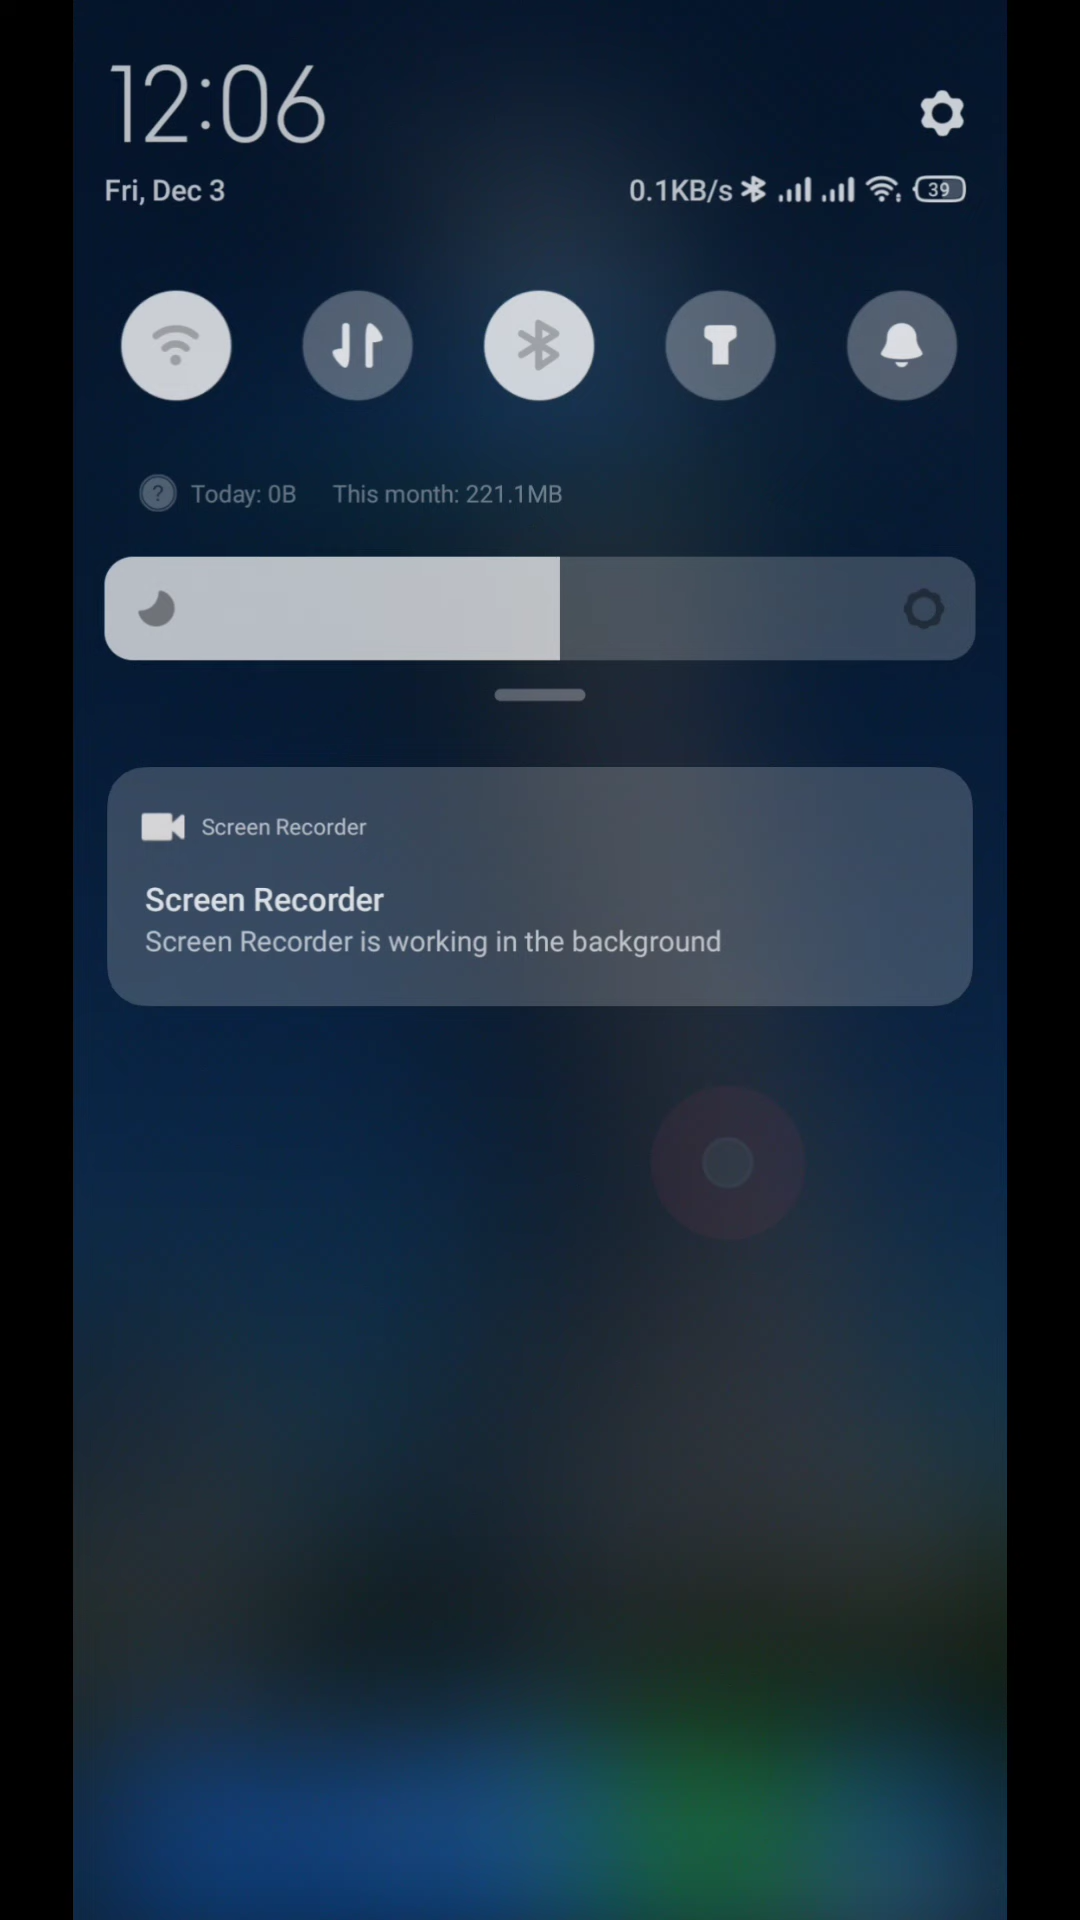 12:06
Fri, Dec 3
0.1KB/s
39
? Today: 0B This month: 221.1MB
Screen Recorder
Screen Recorder
Screen Recorder is working in the background